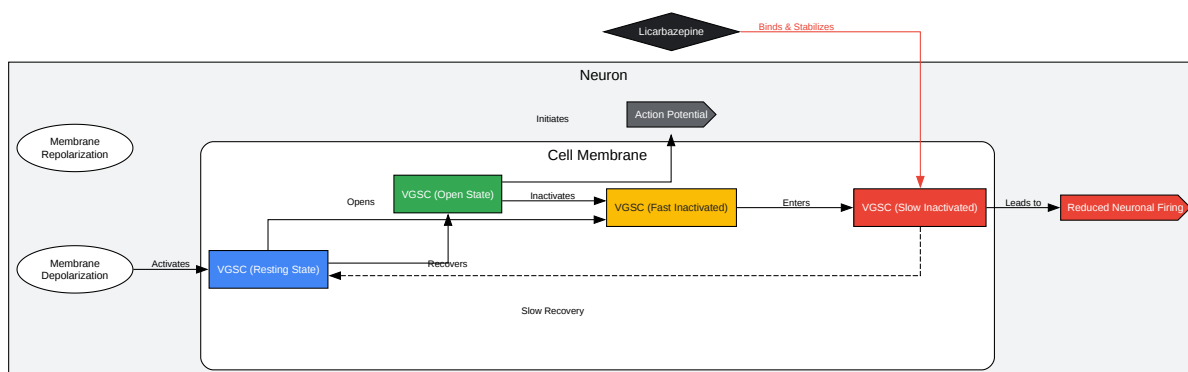 Licarbazepine
Binds & Stabilizes
Neuron
Action Potential
Initiates
Membrane
Repolarization
Cell Membrane
VGSC (Open State)
Inactivates
Opens
VGSC (Fast Inactivated)
Enters
VGSC (Slow Inactivated)
Leads to
Reduced Neuronal Firing
Membrane
Depolarization
Activates
VGSC (Resting State)
Recovers
Slow Recovery